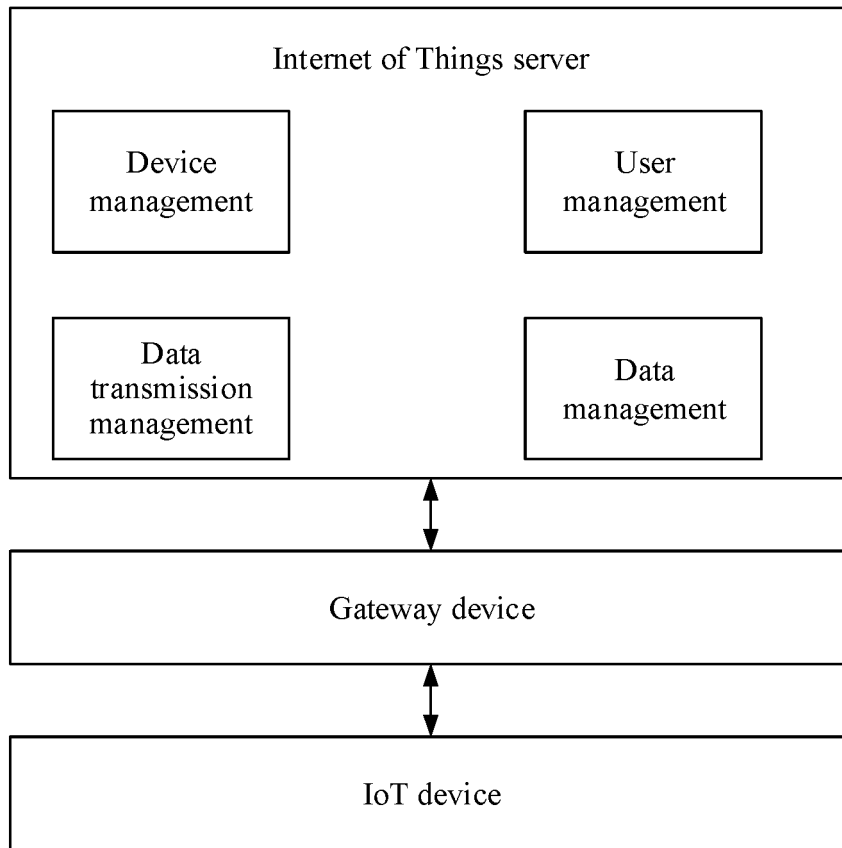 Internet of Things server
Device
management
User
management
Data
transmission
management
Data
management
Gateway device
IoT device